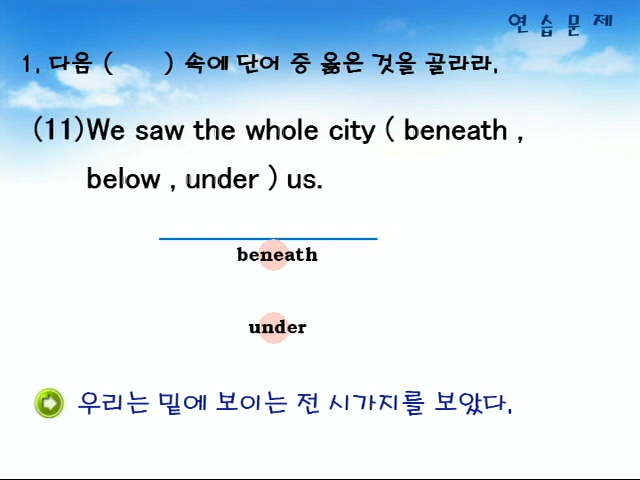 연 습 문 제
1. 다음 (      ) 속에 단어 중 옳은 것을 골라라.
(11)We saw the whole city ( beneath ,
below , under ) us.
beneath
under
우리는 밑에 보이는 전 시가지를 보았다.